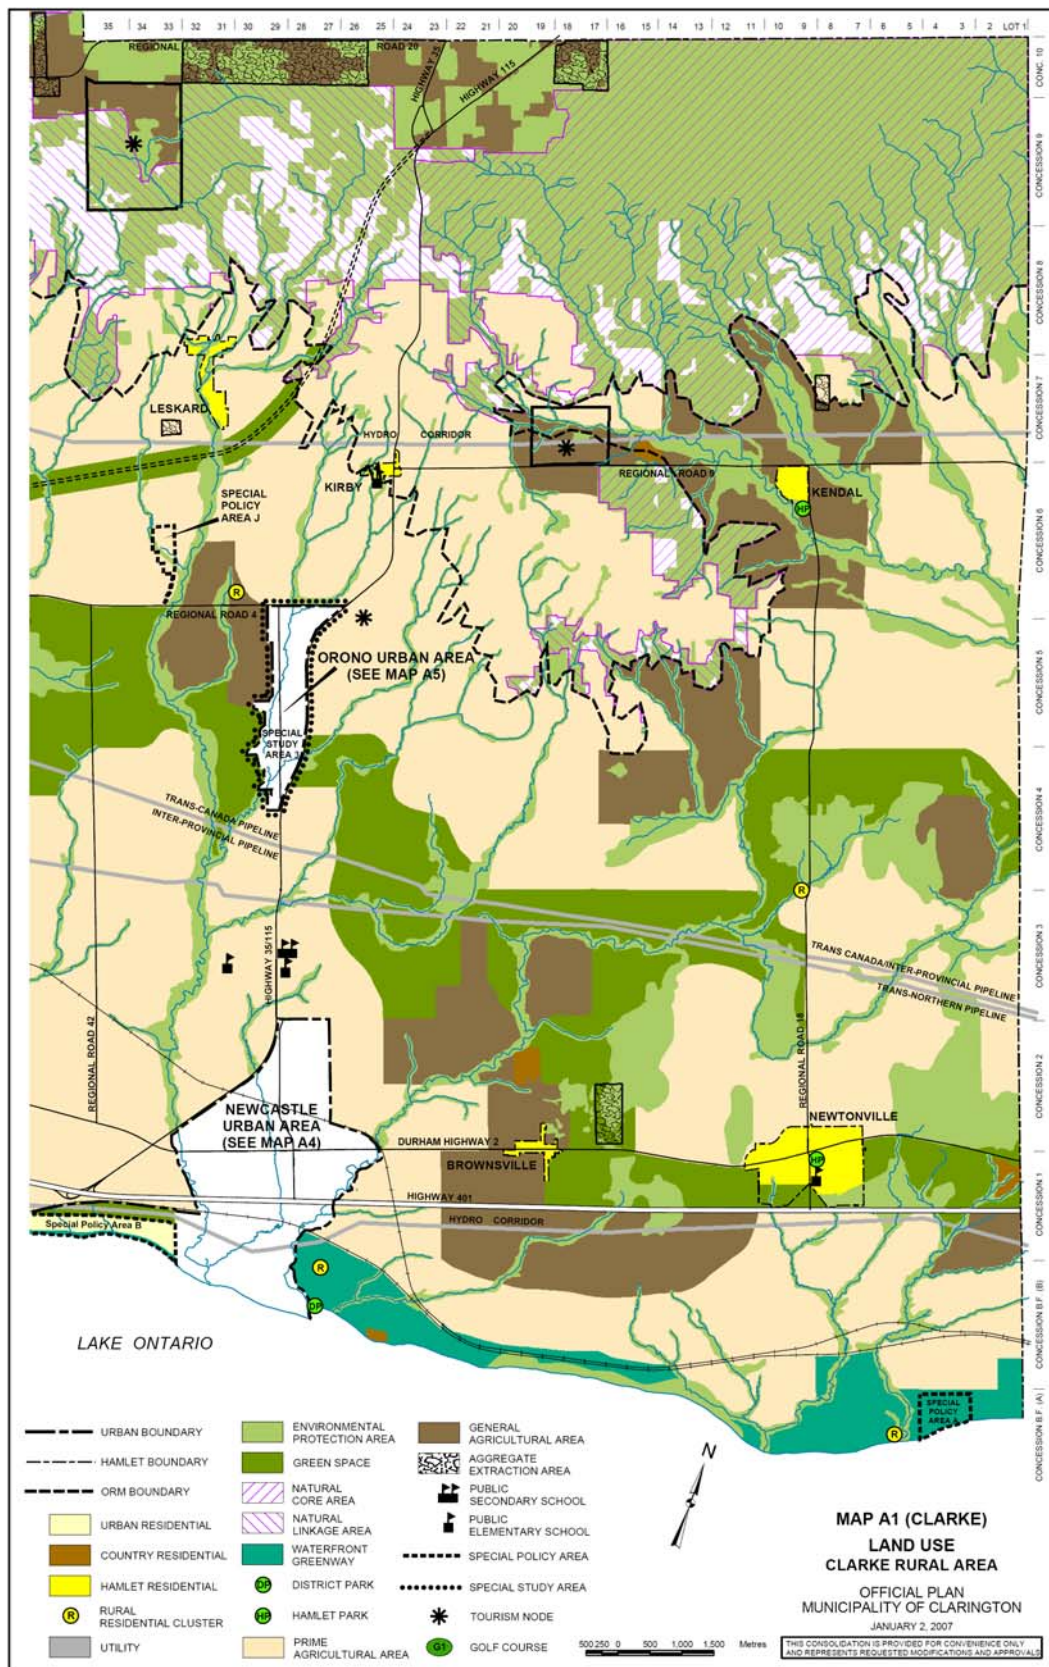 35 34 33 32 31 30 29 28 27 26 25 24 23 22 21 20 19 18 17 16 15 14 13 12 11 10 9 8 7 6 5 4 3 2 LOT 1
REGIONAL ROAD 20
HIGHWAY 35
HIGHWAY 115
CONC. 10
CONCESSION 9
CONCESSION 8
CONCESSION 7
CONCESSION 6
CONCESSION 5
CONCESSION 4
CONCESSION 3
CONCESSION 2
CONCESSION 1
CONCESSION B.F. (B)
CONCESSION B.F. (A)
LESKARD
HYDRO CORRIDOR
KIRBY
REGIONAL ROAD 9
KENDAL
HP
SPECIAL
POLICY
AREA J
R
REGIONAL ROAD 4
ORONO URBAN AREA
(SEE MAP A5)
SPECIAL
STUDY
AREA 3
TRANS-CANADA PIPELINE
INTER-PROVINCIAL PIPELINE
R
HIGHWAY 35/115
TRANS CANADA/INTER-PROVINCIAL PIPELINE
TRANS-NORTHERN PIPELINE
REGIONAL ROAD 42
REGIONAL ROAD 18
NEWCASTLE
URBAN AREA
(SEE MAP A4)
NEWTONVILLE
DURHAM HIGHWAY 2
HP
BROWNSVILLE
HIGHWAY 401
Special Policy Area B
HYDRO CORRIDOR
R
DP
LAKE ONTARIO
SPECIAL
POLICY
AREA A
R
URBAN BOUNDARY
HAMLET BOUNDARY
ORM BOUNDARY
URBAN RESIDENTIAL
COUNTRY RESIDENTIAL
HAMLET RESIDENTIAL
R RURAL
RESIDENTIAL CLUSTER
UTILITY
ENVIRONMENTAL
PROTECTION AREA
GREEN SPACE
NATURAL
CORE AREA
NATURAL
LINKAGE AREA
WATERFRONT
GREENWAY
DP DISTRICT PARK
HP HAMLET PARK
PRIME
AGRICULTURAL AREA
GENERAL
AGRICULTURAL AREA
AGGREGATE
EXTRACTION AREA
PUBLIC
SECONDARY SCHOOL
PUBLIC
ELEMENTARY SCHOOL
SPECIAL POLICY AREA
SPECIAL STUDY AREA
TOURISM NODE
G1 GOLF COURSE
N
500 250 0 500 1,000 1,500 Metres
MAP A1 (CLARKE)
LAND USE
CLARKE RURAL AREA
OFFICIAL PLAN
MUNICIPALITY OF CLARINGTON
JANUARY 2, 2007
THIS CONSOLIDATION IS PROVIDED FOR CONVENIENCE ONLY
AND REPRESENTS REQUESTED MODIFICATIONS AND APPROVALS